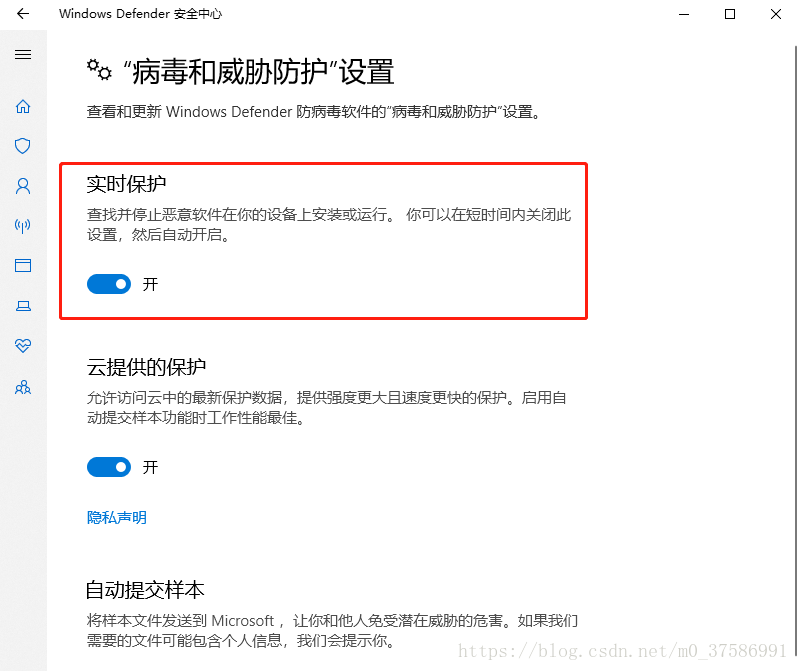 Windows Defender 安全中心
“病毒和威胁防护”设置
查看和更新 Windows Defender 防病毒软件的“病毒和威胁防护”设置。
实时保护
查找并停止恶意软件在你的设备上安装或运行。 你可以在短时间内关闭此
设置，然后自动开启。
开
云提供的保护
允许访问云中的最新保护数据，提供强度更大且速度更快的保护。启用自
动提交样本功能时工作性能最佳。
开
隐私声明
自动提交样本
将样本文件发送到 Microsoft ，让你和他人免受潜在威胁的危害。如果我们
需要的文件可能包含个人信息，我们会提示你。
https://blog.csdn.net/m0_37586991